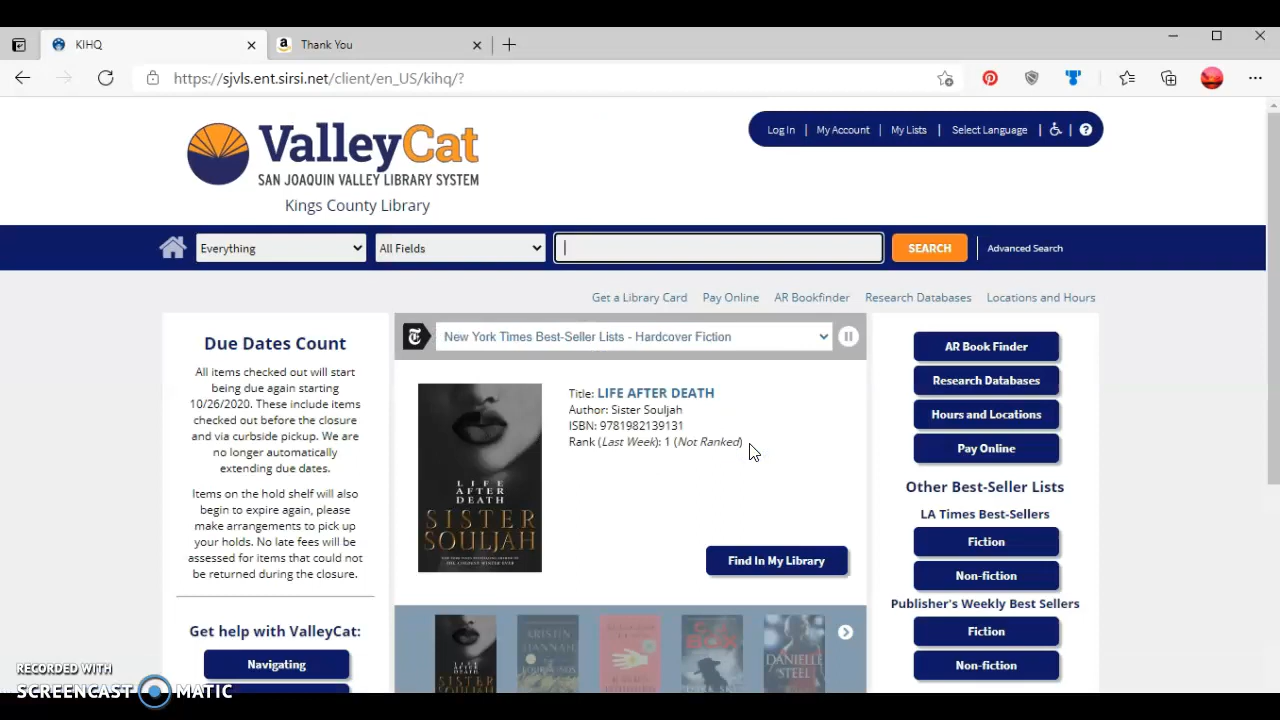 KIHQ
a Thank You
https://sjvls.ent.sirsi.net/client/en_US/kihq/?
ValleyCat
SAN JOAQUIN VALLEY LIBRARY SYSTEM
Kings County Library
Log In | My Account | My Lists | Select Language | | ?
Everything
All Fields
SEARCH
Advanced Search
Get a Library Card
Pay Online
AR Bookfinder
Research Databases
Locations and Hours
Due Dates Count
All items checked out will start
being due again starting
10/26/2020. These include items
checked out before the closure
and via curbside pickup. We are
no longer automatically
extending due dates.
Items on the hold shelf will also
begin to expire again, please
make arrangements to pick up
your holds. No late fees will be
assessed for items that could not
be returned during the closure.
Get help with ValleyCat:
Navigating
T
New York Times Best-Seller Lists - Hardcover Fiction
LIFE
AFTER
DEATH
SISTER
SOULJAH
Title: LIFE AFTER DEATH
Author: Sister Souljah
ISBN: 9781982139131
Rank (Last Week): 1 (Not Ranked)
Find In My Library
LIFE
AFTER
DEATH
KRISTIN
HANNAH
BOX
DANIELLE
STEEL
AR Book Finder
Research Databases
Hours and Locations
Pay Online
Other Best-Seller Lists
LA Times Best-Sellers
Fiction
Non-fiction
Publisher's Weekly Best Sellers
Fiction
Non-fiction
RECORDED WITH
SCREENCAST MATIC